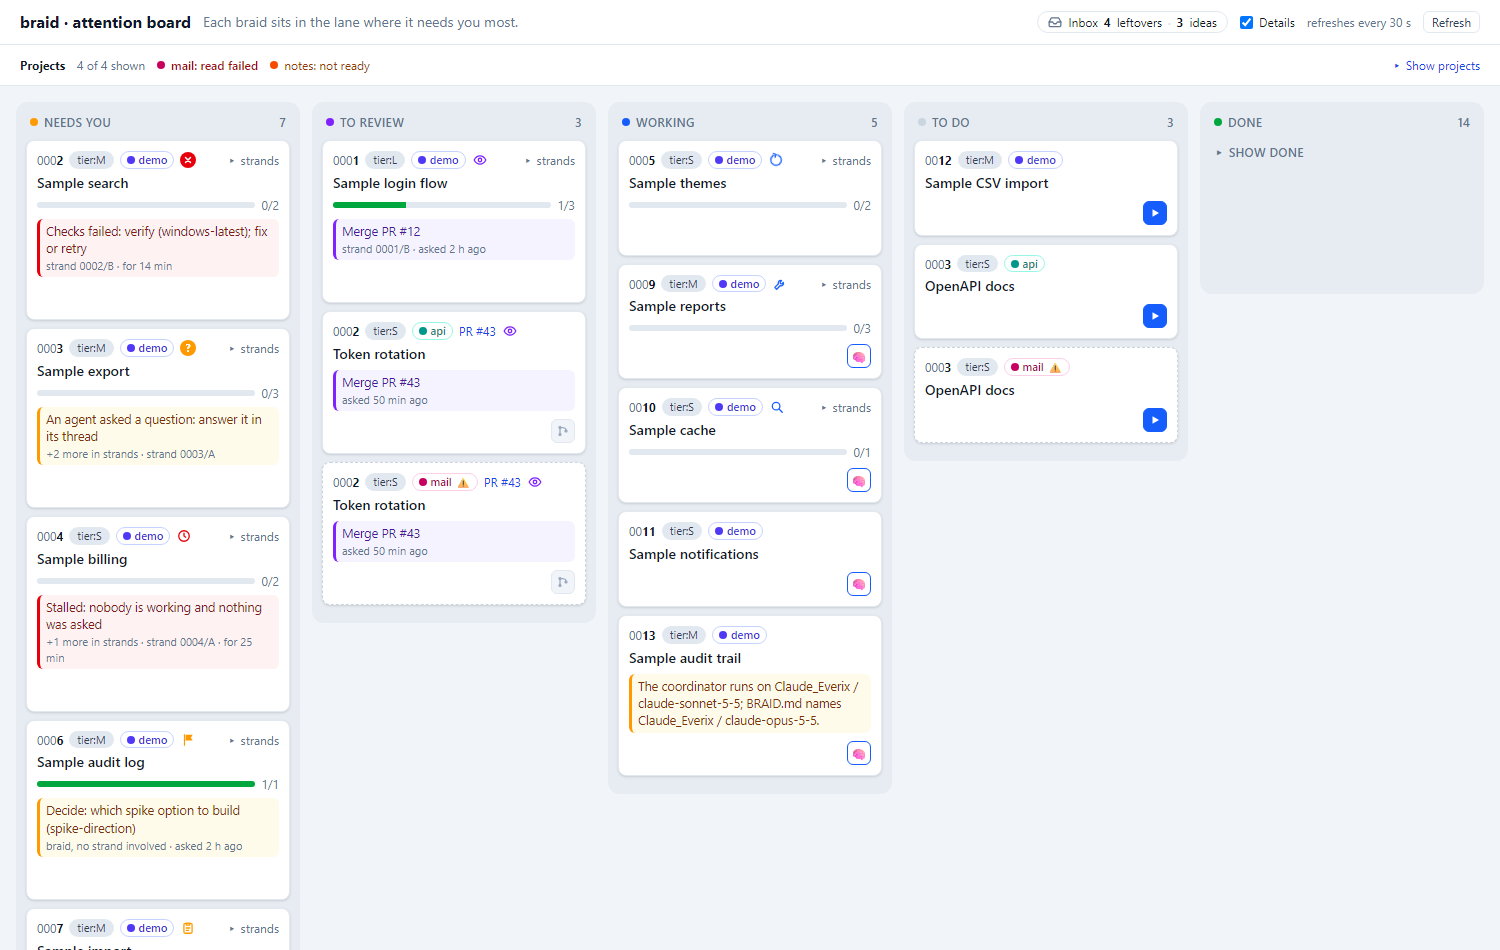 braid · attention board
Each braid sits in the lane where it needs you most.
Inbox 4 leftovers · 3 ideas
Details
refreshes every 30 s
Refresh
Projects
4 of 4 shown
mail: read failed
notes: not ready
Show projects
NEEDS YOU
7
0002 tier:M demo strands
Sample search
0/2
Checks failed: verify (windows-latest); fix
or retry
strand 0002/B · for 14 min
0003 tier:M demo strands
Sample export
0/3
An agent asked a question: answer it in
its thread
+2 more in strands · strand 0003/A
0004 tier:S demo strands
Sample billing
0/2
Stalled: nobody is working and nothing
was asked
+1 more in strands · strand 0004/A · for 25
min
0006 tier:M demo strands
Sample audit log
1/1
Decide: which spike option to build
(spike-direction)
braid, no strand involved · asked 2 h ago
0007 tier:M demo strands
Sample import
TO REVIEW
3
0001 tier:L demo strands
Sample login flow
1/3
Merge PR #12
strand 0001/B · asked 2 h ago
0002 tier:S api PR #43
Token rotation
Merge PR #43
asked 50 min ago
0002 tier:S mail PR #43
Token rotation
Merge PR #43
asked 50 min ago
WORKING
5
0005 tier:S demo strands
Sample themes
0/2
0009 tier:M demo strands
Sample reports
0/3
0010 tier:S demo strands
Sample cache
0/1
0011 tier:S demo
Sample notifications
0013 tier:M demo
Sample audit trail
The coordinator runs on Claude_Everix /
claude-sonnet-5-5; BRAID.md names
Claude_Everix / claude-opus-5-5.
TO DO
3
0012 tier:M demo
Sample CSV import
0003 tier:S api
OpenAPI docs
0003 tier:S mail
OpenAPI docs
DONE
14
SHOW DONE